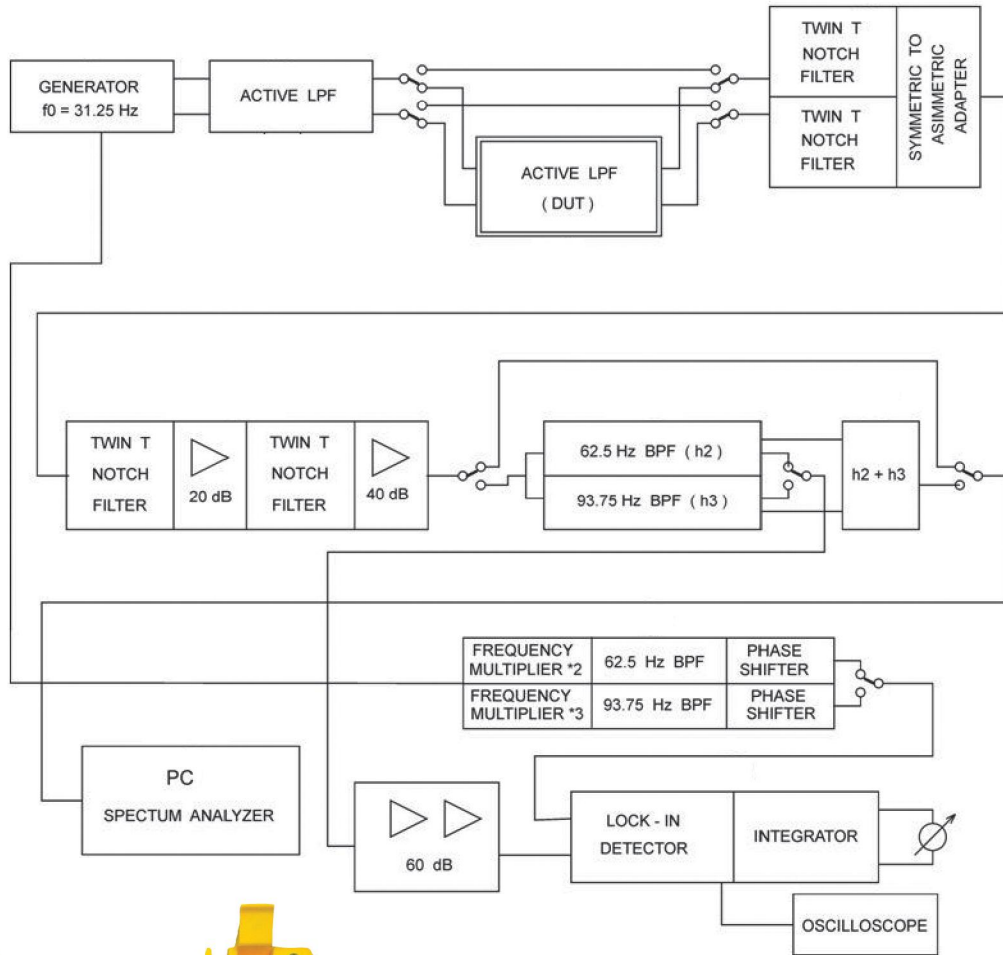 GENERATOR
f0 = 31.25 Hz
ACTIVE LPF
ACTIVE LPF
( DUT )
TWIN T
NOTCH
FILTER
TWIN T
NOTCH
FILTER
SYMMETRIC TO
ASIMMETRIC
ADAPTER
TWIN T
NOTCH
FILTER
20 dB
TWIN T
NOTCH
FILTER
40 dB
62.5 Hz BPF ( h2 )
93.75 Hz BPF ( h3 )
h2 + h3
FREQUENCY
MULTIPLIER *2
62.5 Hz BPF
PHASE
SHIFTER
FREQUENCY
MULTIPLIER *3
93.75 Hz BPF
PHASE
SHIFTER
PC
SPECTUM ANALYZER
60 dB
LOCK - IN
DETECTOR
INTEGRATOR
OSCILLOSCOPE